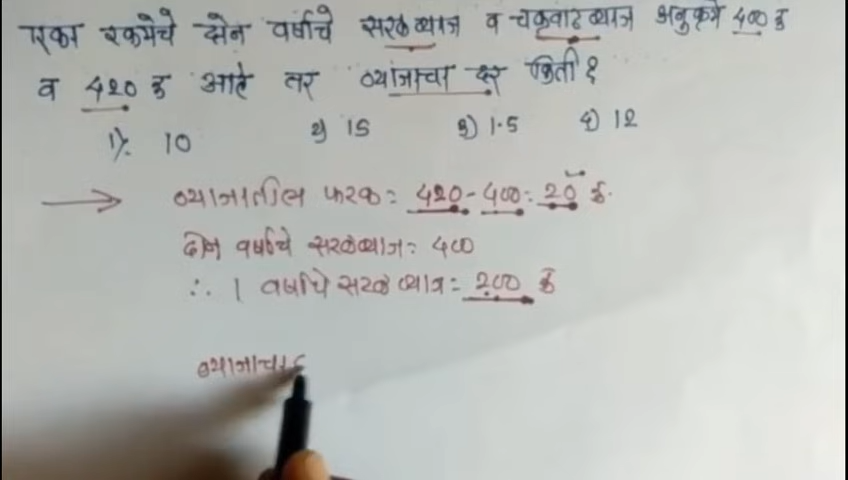 एका रकमेचे दोन वर्षाचे सरळव्याज व चक्रवाढव्याज अनुक्रमे 400 रु
व 420 रु आहे तर व्याजाचा दर किती ?
1) 10 2) 15 3) 1.5 4) 12
→ व्याजातील फरक = 420 - 400 = 20 रु.
दोन वर्षाचे सरळव्याज = 400
∴ 1 वर्षाचे सरळ व्याज = 200 रु
व्याजाचा द